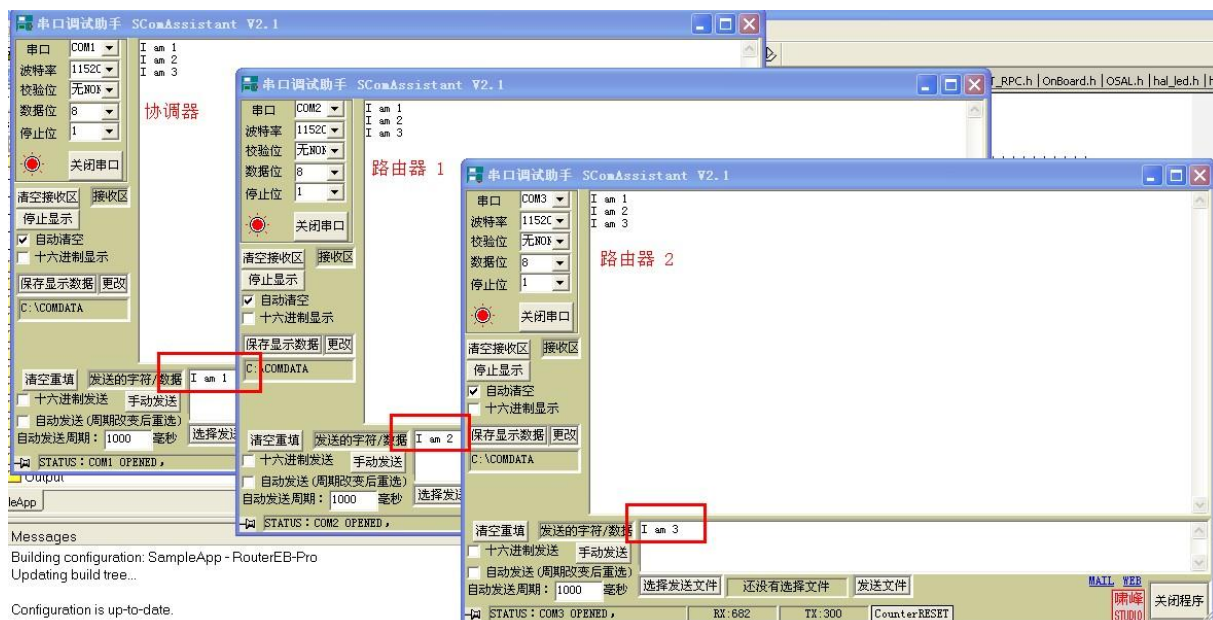 串口调试助手 SComAssistant V2.1
串口 COM1
波特率 1152C
校验位 无NON
数据位 8
停止位 1
关闭串口
清空接收区 接收区
停止显示
自动清空
十六进制显示
保存显示数据 更改
C:\COMDATA
I am 1
I am 2
I am 3
协调器
清空重填 发送的字符/数据 I am 1
十六进制发送 手动发送
自动发送(周期改变后重选)
自动发送周期: 1000 毫秒 选择发送
STATUS:COM1 OPENED,
串口调试助手 SComAssistant V2.1
串口 COM2
波特率 1152C
校验位 无NON
数据位 8
停止位 1
关闭串口
清空接收区 接收区
停止显示
自动清空
十六进制显示
保存显示数据 更改
C:\COMDATA
I am 1
I am 2
I am 3
路由器 1
清空重填 发送的字符/数据 I am 2
十六进制发送 手动发送
自动发送(周期改变后重选)
自动发送周期: 1000 毫秒 选择发送
STATUS:COM2 OPENED,
T_RPC.h | OnBoard.h | OSAL.h | hal_led.h | h
串口调试助手 SComAssistant V2.1
串口 COM3
波特率 1152C
校验位 无NON
数据位 8
停止位 1
关闭串口
清空接收区 接收区
停止显示
自动清空
十六进制显示
保存显示数据 更改
C:\COMDATA
I am 1
I am 2
I am 3
路由器 2
清空重填 发送的字符/数据 I am 3
十六进制发送 手动发送
自动发送(周期改变后重选)
自动发送周期: 1000 毫秒 选择发送文件 还没有选择文件 发送文件
MAIL WEB
啸峰
STUDIO
关闭程序
STATUS:COM3 OPENED, RX:682 TX:300 CounterRESET
Output
leApp
Messages
Building configuration: SampleApp - RouterEB-Pro
Updating build tree...
Configuration is up-to-date.